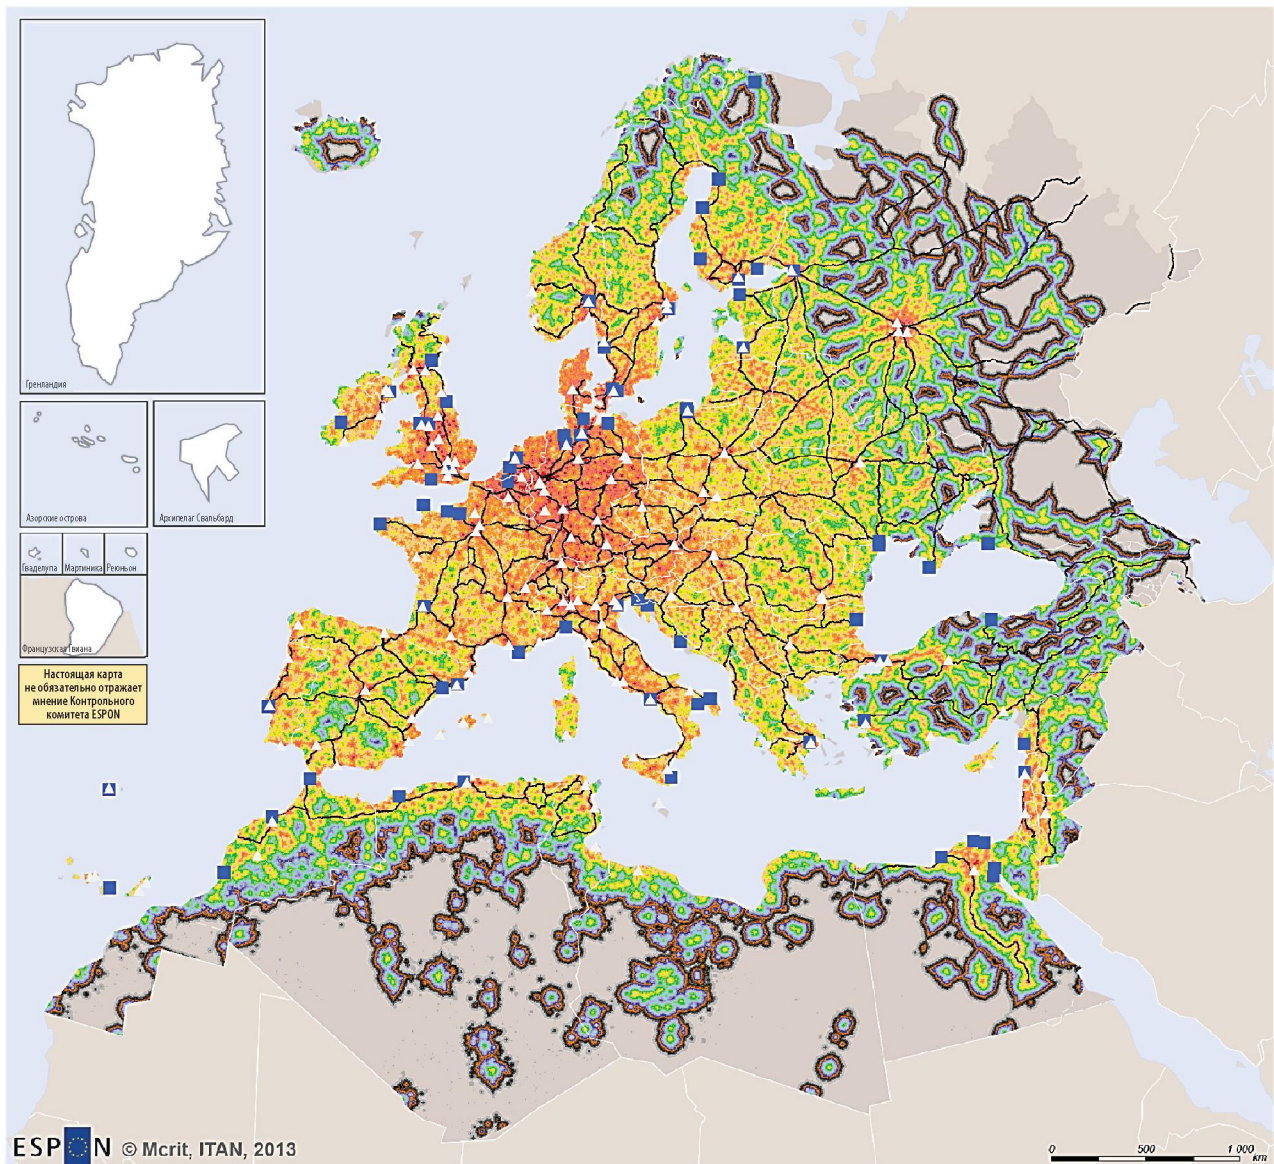 Гренландия
Азорские острова
Архипелаг Свальбард
Гваделупа
Мартиника
Реюньон
Французская Гвиана
Настоящая карта
не обязательно отражает
мнение Контрольного
комитета ESPON
ESPON © Mcrit, ITAN, 2013
0 500 1 000
km